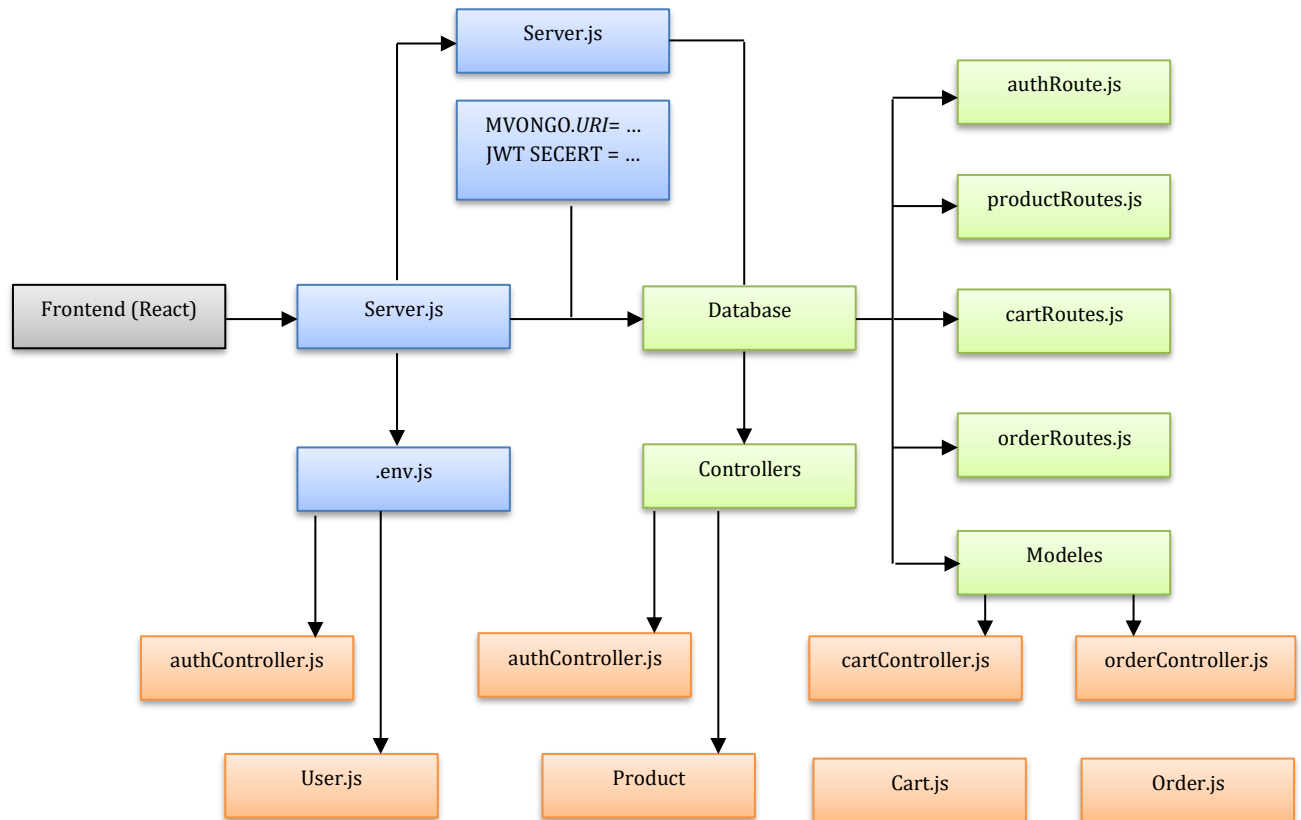 Server.js
authRoute.js
MVONGO.URI= ...
JWT SECERT = ...
productRoutes.js
Frontend (React)
Server.js
Database
cartRoutes.js
.env.js
Controllers
orderRoutes.js
Modeles
authController.js
authController.js
cartController.js
orderController.js
User.js
Product
Cart.js
Order.js